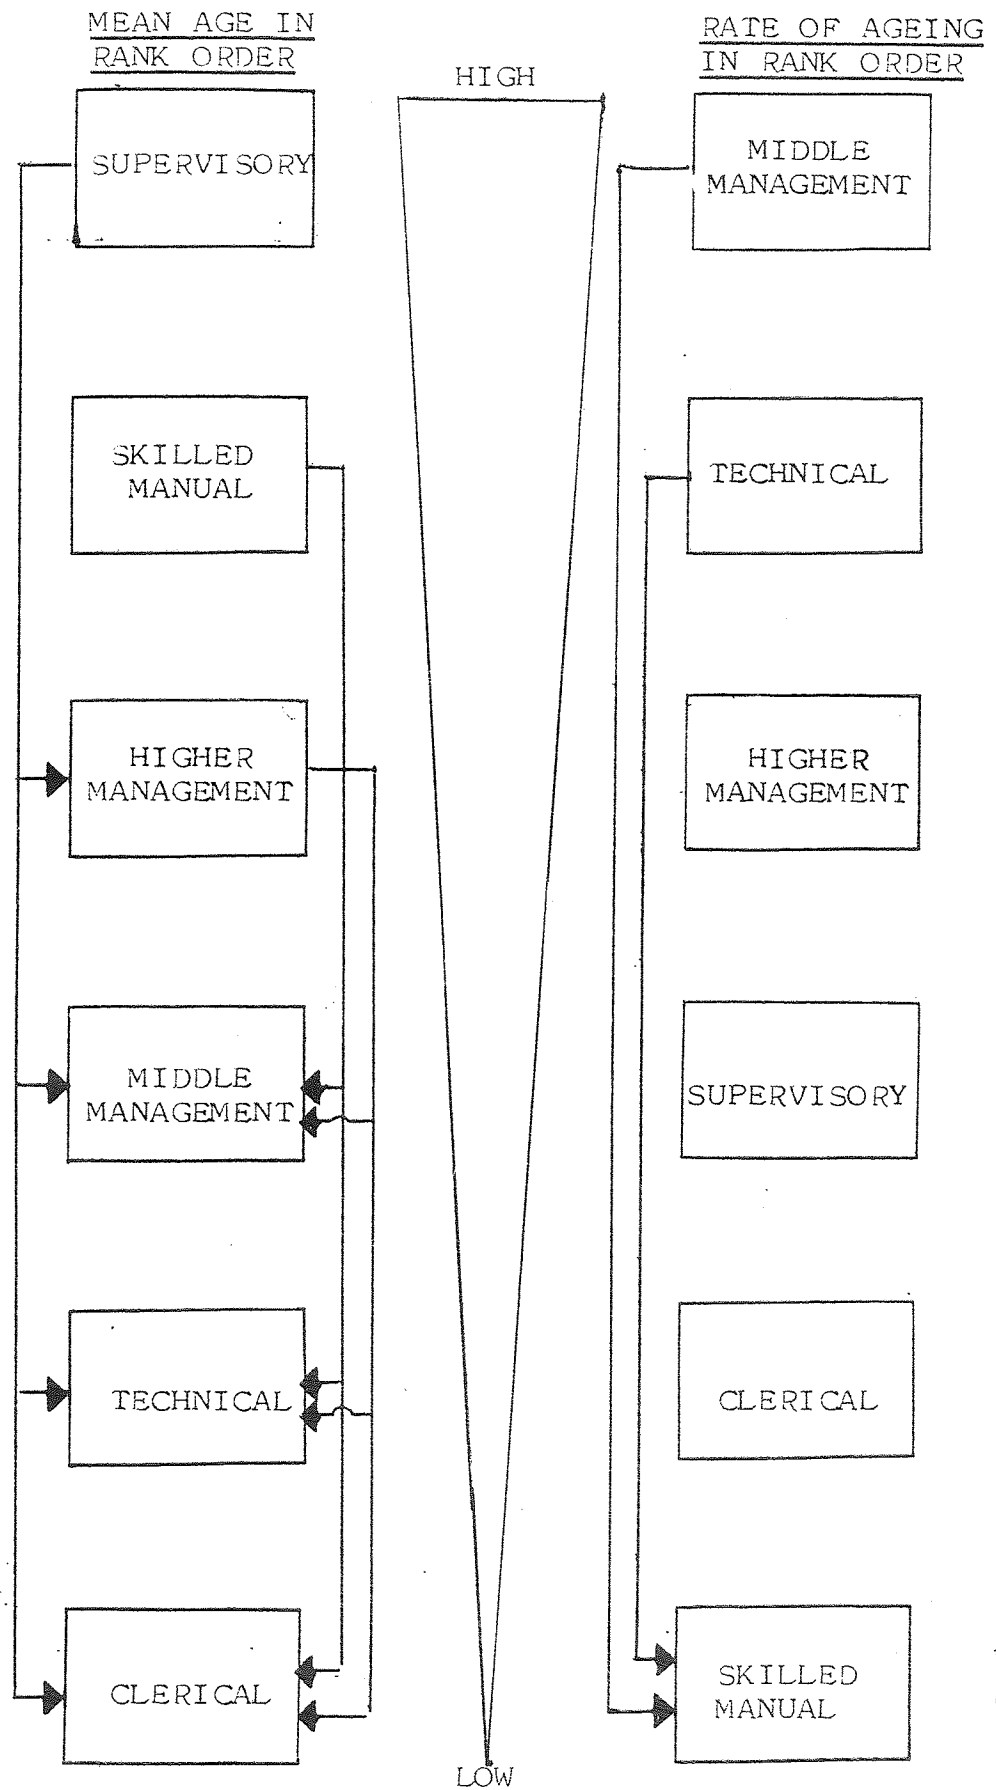 MEAN AGE IN
RANK ORDER
SUPERVISORY
SKILLED
MANUAL
HIGHER
MANAGEMENT
MIDDLE
MANAGEMENT
TECHNICAL
CLERICAL
HIGH
LOW
RATE OF AGEING
IN RANK ORDER
MIDDLE
MANAGEMENT
TECHNICAL
HIGHER
MANAGEMENT
SUPERVISORY
CLERICAL
SKILLED
MANUAL